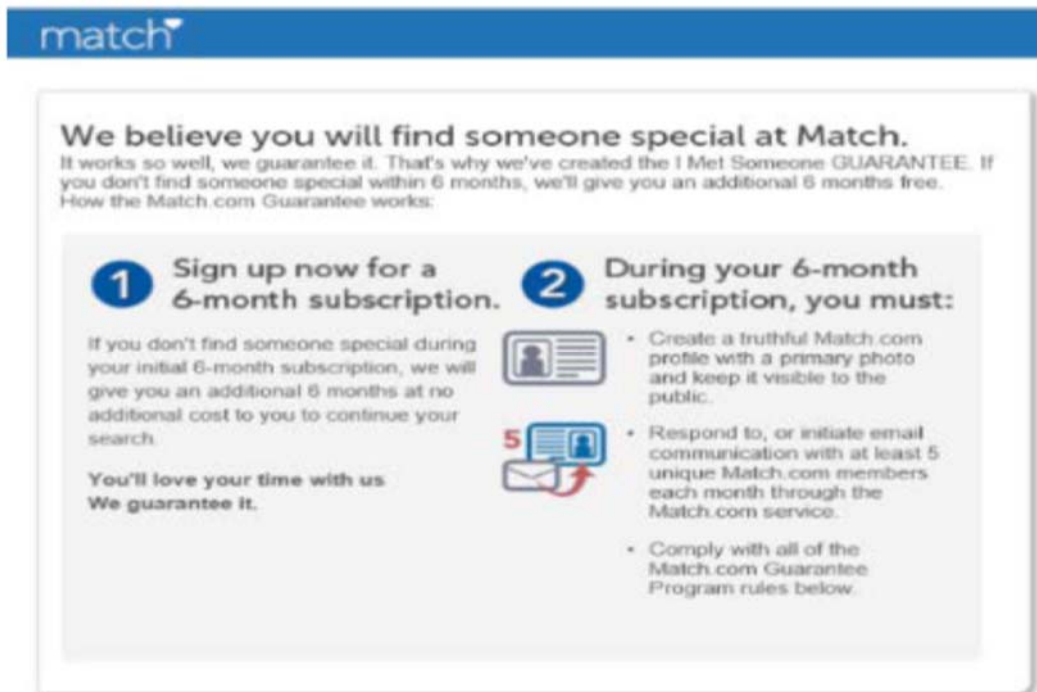 match
We believe you will find someone special at Match.
It works so well, we guarantee it. That's why we've created the I Met Someone GUARANTEE. If
you don't find someone special within 6 months, we'll give you an additional 6 months free.
How the Match.com Guarantee works:
1
Sign up now for a
6-month subscription.
If you don't find someone special during
your initial 6-month subscription, we will
give you an additional 6 months at no
additional cost to you to continue your
search.
You'll love your time with us
We guarantee it.
2
During your 6-month
subscription, you must:
• Create a truthful Match.com
profile with a primary photo
and keep it visible to the
public.
5
• Respond to, or initiate email
communication with at least 5
unique Match.com members
each month through the
Match.com service.
• Comply with all of the
Match.com Guarantee
Program rules below.